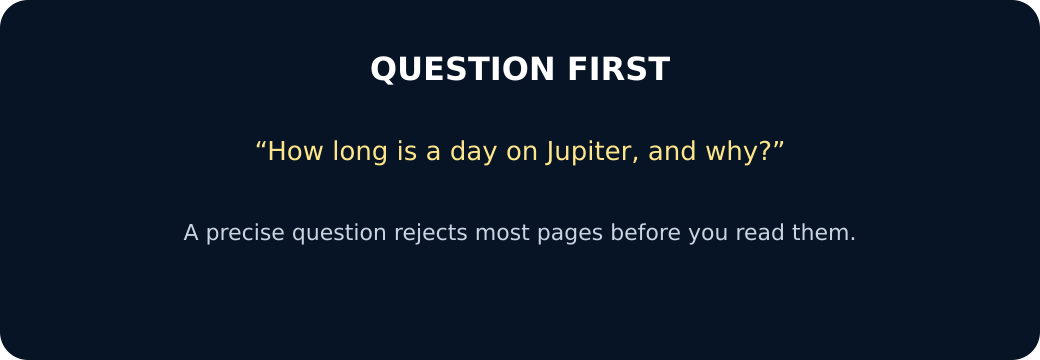 QUESTION FIRST
“How long is a day on Jupiter, and why?”
A precise question rejects most pages before you read them.